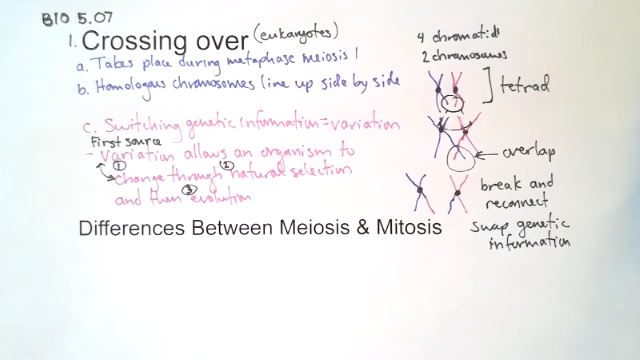 BIO 5.07
1. Crossing over (eukaryotes)
a. Takes place during metaphase meiosis 1
b. Homologous chromosomes line up side by side
c. Switching genetic information = variation
First source
- variation allows an organism to
① ②
change through natural selection
③
and then evolution
Differences Between Meiosis & Mitosis
4 chromatids
2 chromosomes
tetrad
overlap
break and
reconnect
swap genetic
information